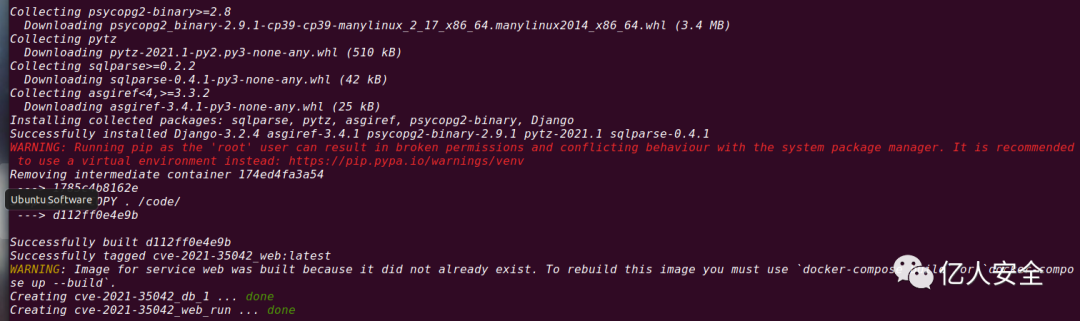 Collecting psycopg2-binary>=2.8
  Downloading psycopg2_binary-2.9.1-cp39-cp39-manylinux_2_17_x86_64.manylinux2014_x86_64.whl (3.4 MB)
Collecting pytz
  Downloading pytz-2021.1-py2.py3-none-any.whl (510 kB)
Collecting sqlparse>=0.2.2
  Downloading sqlparse-0.4.1-py3-none-any.whl (42 kB)
Collecting asgiref<4,>=3.3.2
  Downloading asgiref-3.4.1-py3-none-any.whl (25 kB)
Installing collected packages: sqlparse, pytz, asgiref, psycopg2-binary, Django
Successfully installed Django-3.2.4 asgiref-3.4.1 psycopg2-binary-2.9.1 pytz-2021.1 sqlparse-0.4.1
WARNING: Running pip as the 'root' user can result in broken permissions and conflicting behaviour with the system package manager. It is recommended
 to use a virtual environment instead: https://pip.pypa.io/warnings/venv
Removing intermediate container 174ed4fa3a54
 ---> 1785c4b8162e
Ubuntu Software OPY . /code/
 ---> d112ff0e4e9b
Successfully built d112ff0e4e9b
Successfully tagged cve-2021-35042_web:latest
WARNING: Image for service web was built because it did not already exist. To rebuild this image you must use `docker-compose build` or `docker-compo
se up --build`.
Creating cve-2021-35042_db_1 ... done
Creating cve-2021-35042_web_run ... done
亿人安全